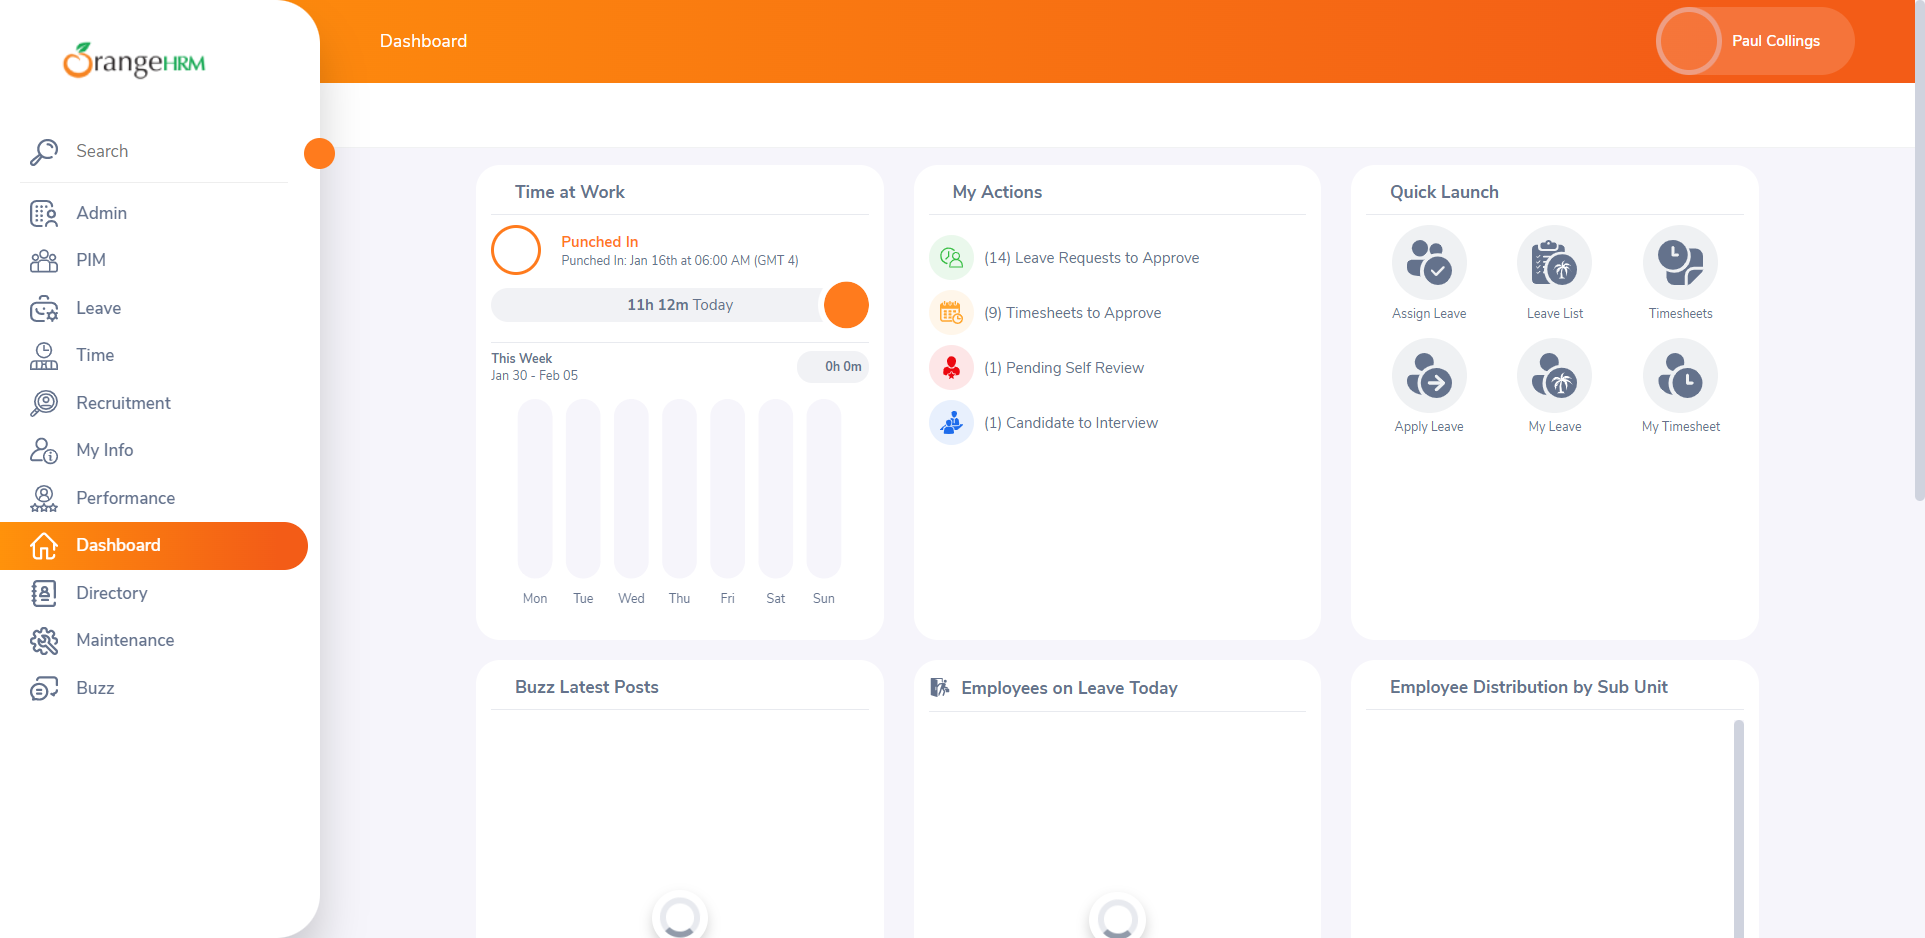 OrangeHRM
Dashboard
Paul Collings
Search
Admin
PIM
Leave
Time
Recruitment
My Info
Performance
Dashboard
Directory
Maintenance
Buzz
Time at Work
Punched In
Punched In: Jan 16th at 06:00 AM (GMT 4)
11h 12m Today
This Week
Jan 30 - Feb 05
0h 0m
Mon Tue Wed Thu Fri Sat Sun
My Actions
(14) Leave Requests to Approve
(9) Timesheets to Approve
(1) Pending Self Review
(1) Candidate to Interview
Quick Launch
Assign Leave Leave List Timesheets
Apply Leave My Leave My Timesheet
Buzz Latest Posts
Employees on Leave Today
Employee Distribution by Sub Unit